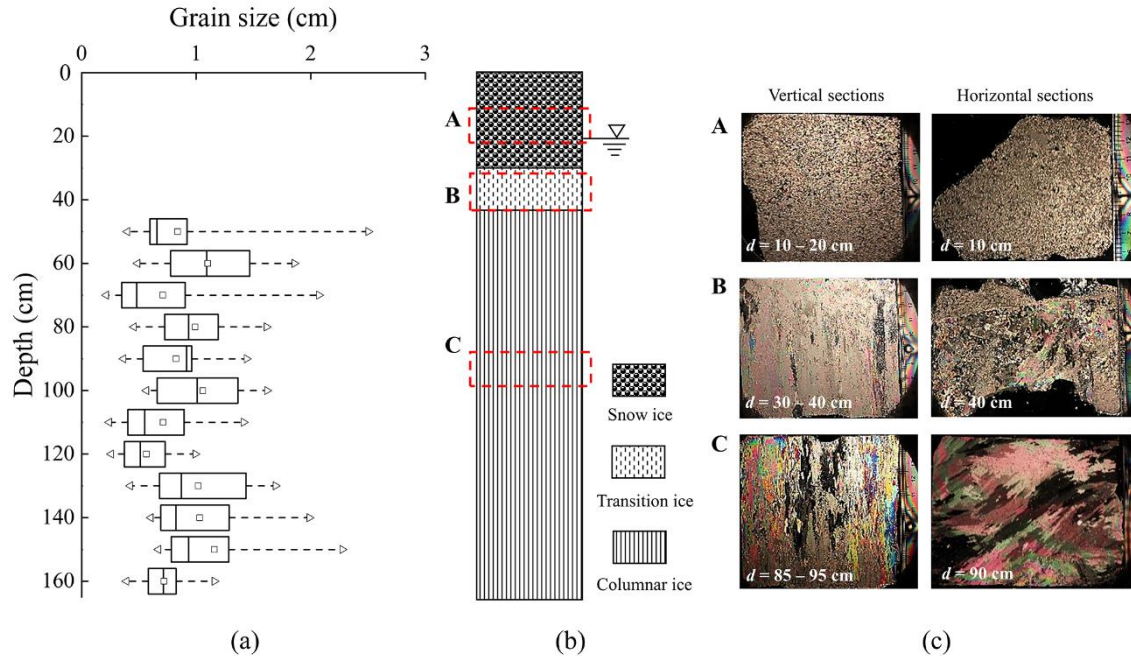 Grain size (cm)
0 1 2 3
Depth (cm)
0
20
40
60
80
100
120
140
160
(a)
A
B
C
Snow ice
Transition ice
Columnar ice
(b)
Vertical sections Horizontal sections
A
d = 10 – 20 cm d = 10 cm
B
d = 30 – 40 cm d = 40 cm
C
d = 85 – 95 cm d = 90 cm
(c)